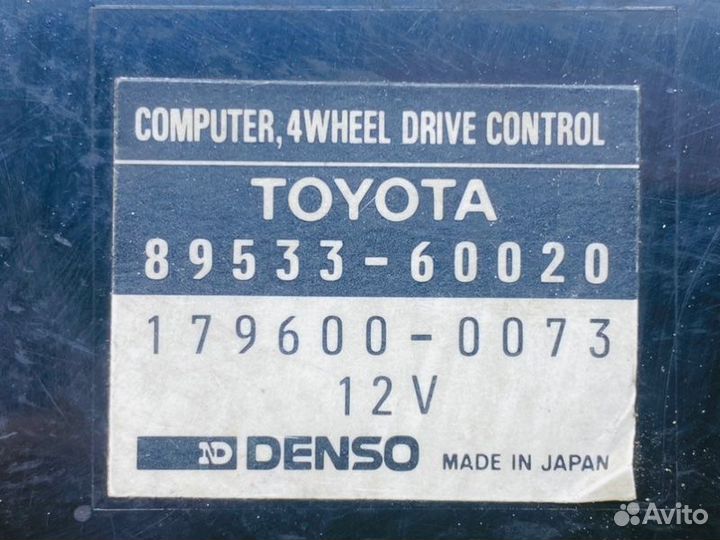 COMPUTER, 4WHEEL DRIVE CONTROL
TOYOTA
89533-60020
179600-0073
12V
ND DENSO MADE IN JAPAN
Avito